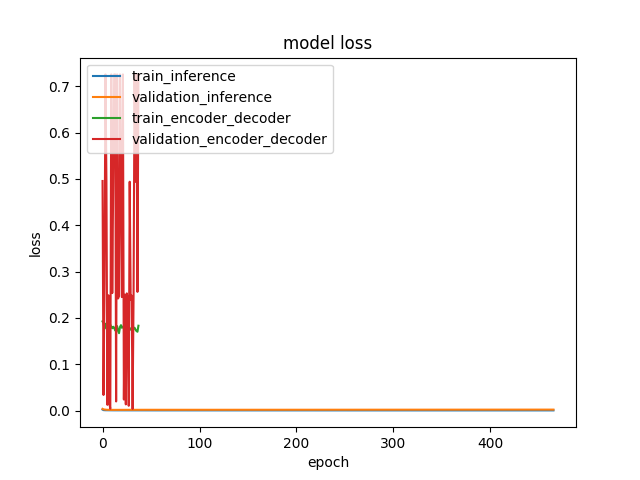 model loss
train_inference
validation_inference
train_encoder_decoder
validation_encoder_decoder
loss
0.7
0.6
0.5
0.4
0.3
0.2
0.1
0.0
0 100 200 300 400
epoch